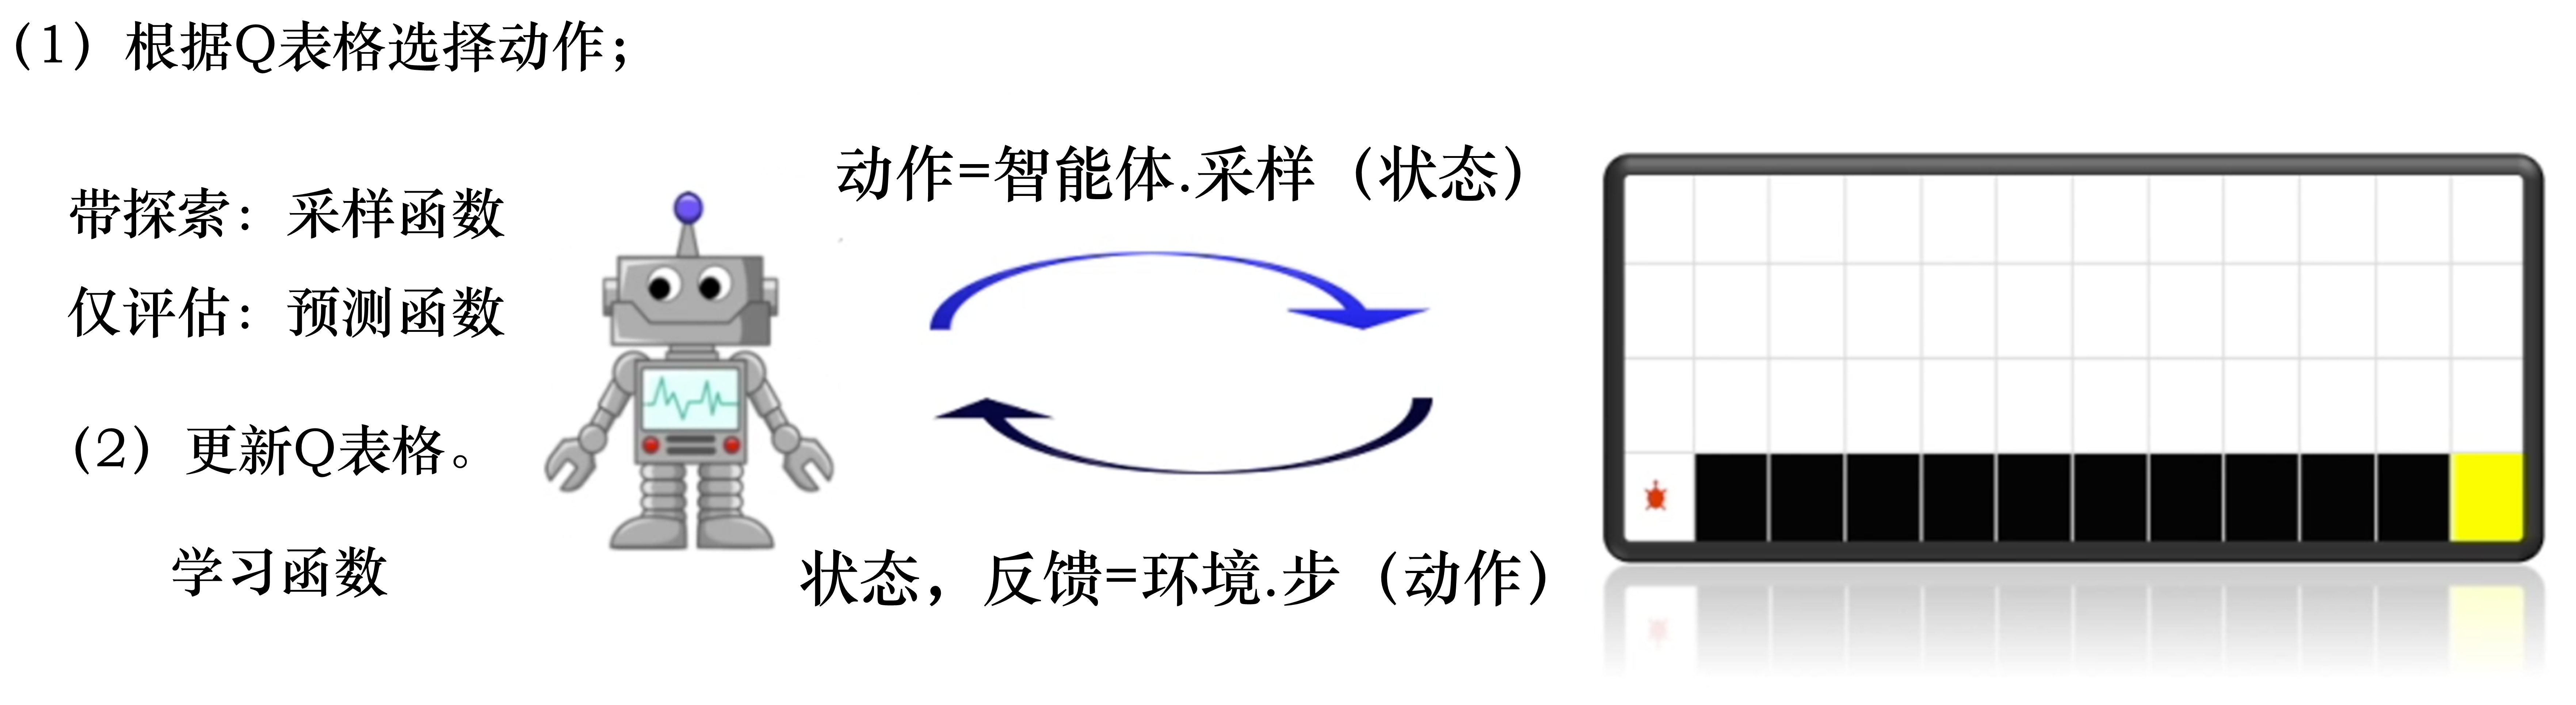 （1）根据Q表格选择动作；
带探索：采样函数
仅评估：预测函数
（2）更新Q表格。
学习函数
动作=智能体.采样（状态）
状态，反馈=环境.步（动作）